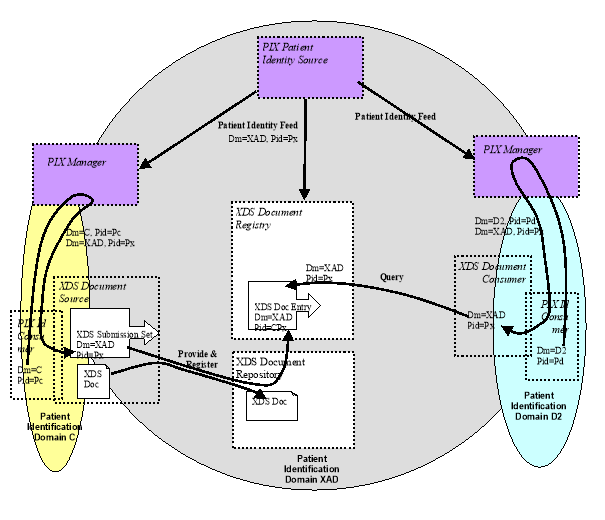 PIX Patient
Identity Source
Patient Identity Feed
Dm=XAD, Pid=Px
Patient Identity Feed
PIX Manager
PIX Manager
Dm=C, Pid=Pc
Dm=XAD, Pid=Px
XDS Document
Registry
Dm=D2, Pid=Pd
Dm=XAD, Pid=Px
XDS Document
Source
Dm=XAD
Pid=Px
Query
XDS Document
Consumer
XDS Doc Entry
Dm=XAD
Pid=CPx
Dm=XAD
Pid=Px
PIX Id
Consu
mer
PIX Id
Consu
mer
XDS Submission Set
Dm=XAD
Pid=Px
Dm=C
Pid=Pc
XDS
Doc
Provide &
Register
XDS Document
Repository
XDS Doc
Dm=D2
Pid=Pd
Patient
Identification
Domain C
Patient
Identification
Domain D2
Patient
Identification
Domain XAD